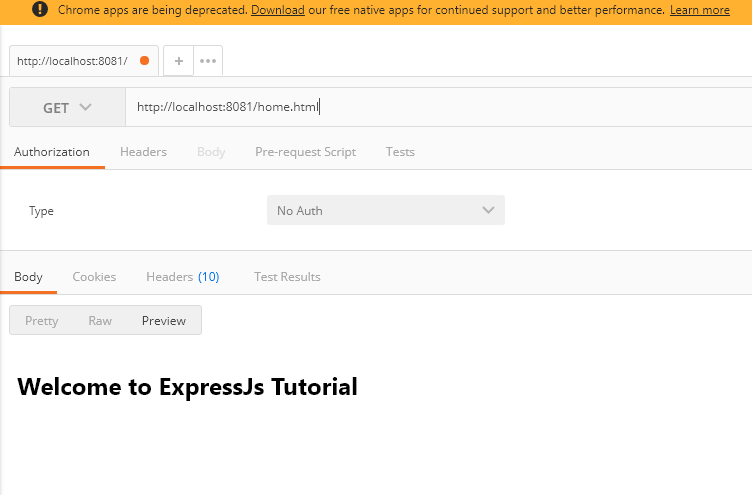 Chrome apps are being deprecated. Download our free native apps for continued support and better performance. Learn more
http://localhost:8081/
GET http://localhost:8081/home.html
Authorization Headers Body Pre-request Script Tests
Type No Auth
Body Cookies Headers (10) Test Results
Pretty Raw Preview
Welcome to ExpressJs Tutorial